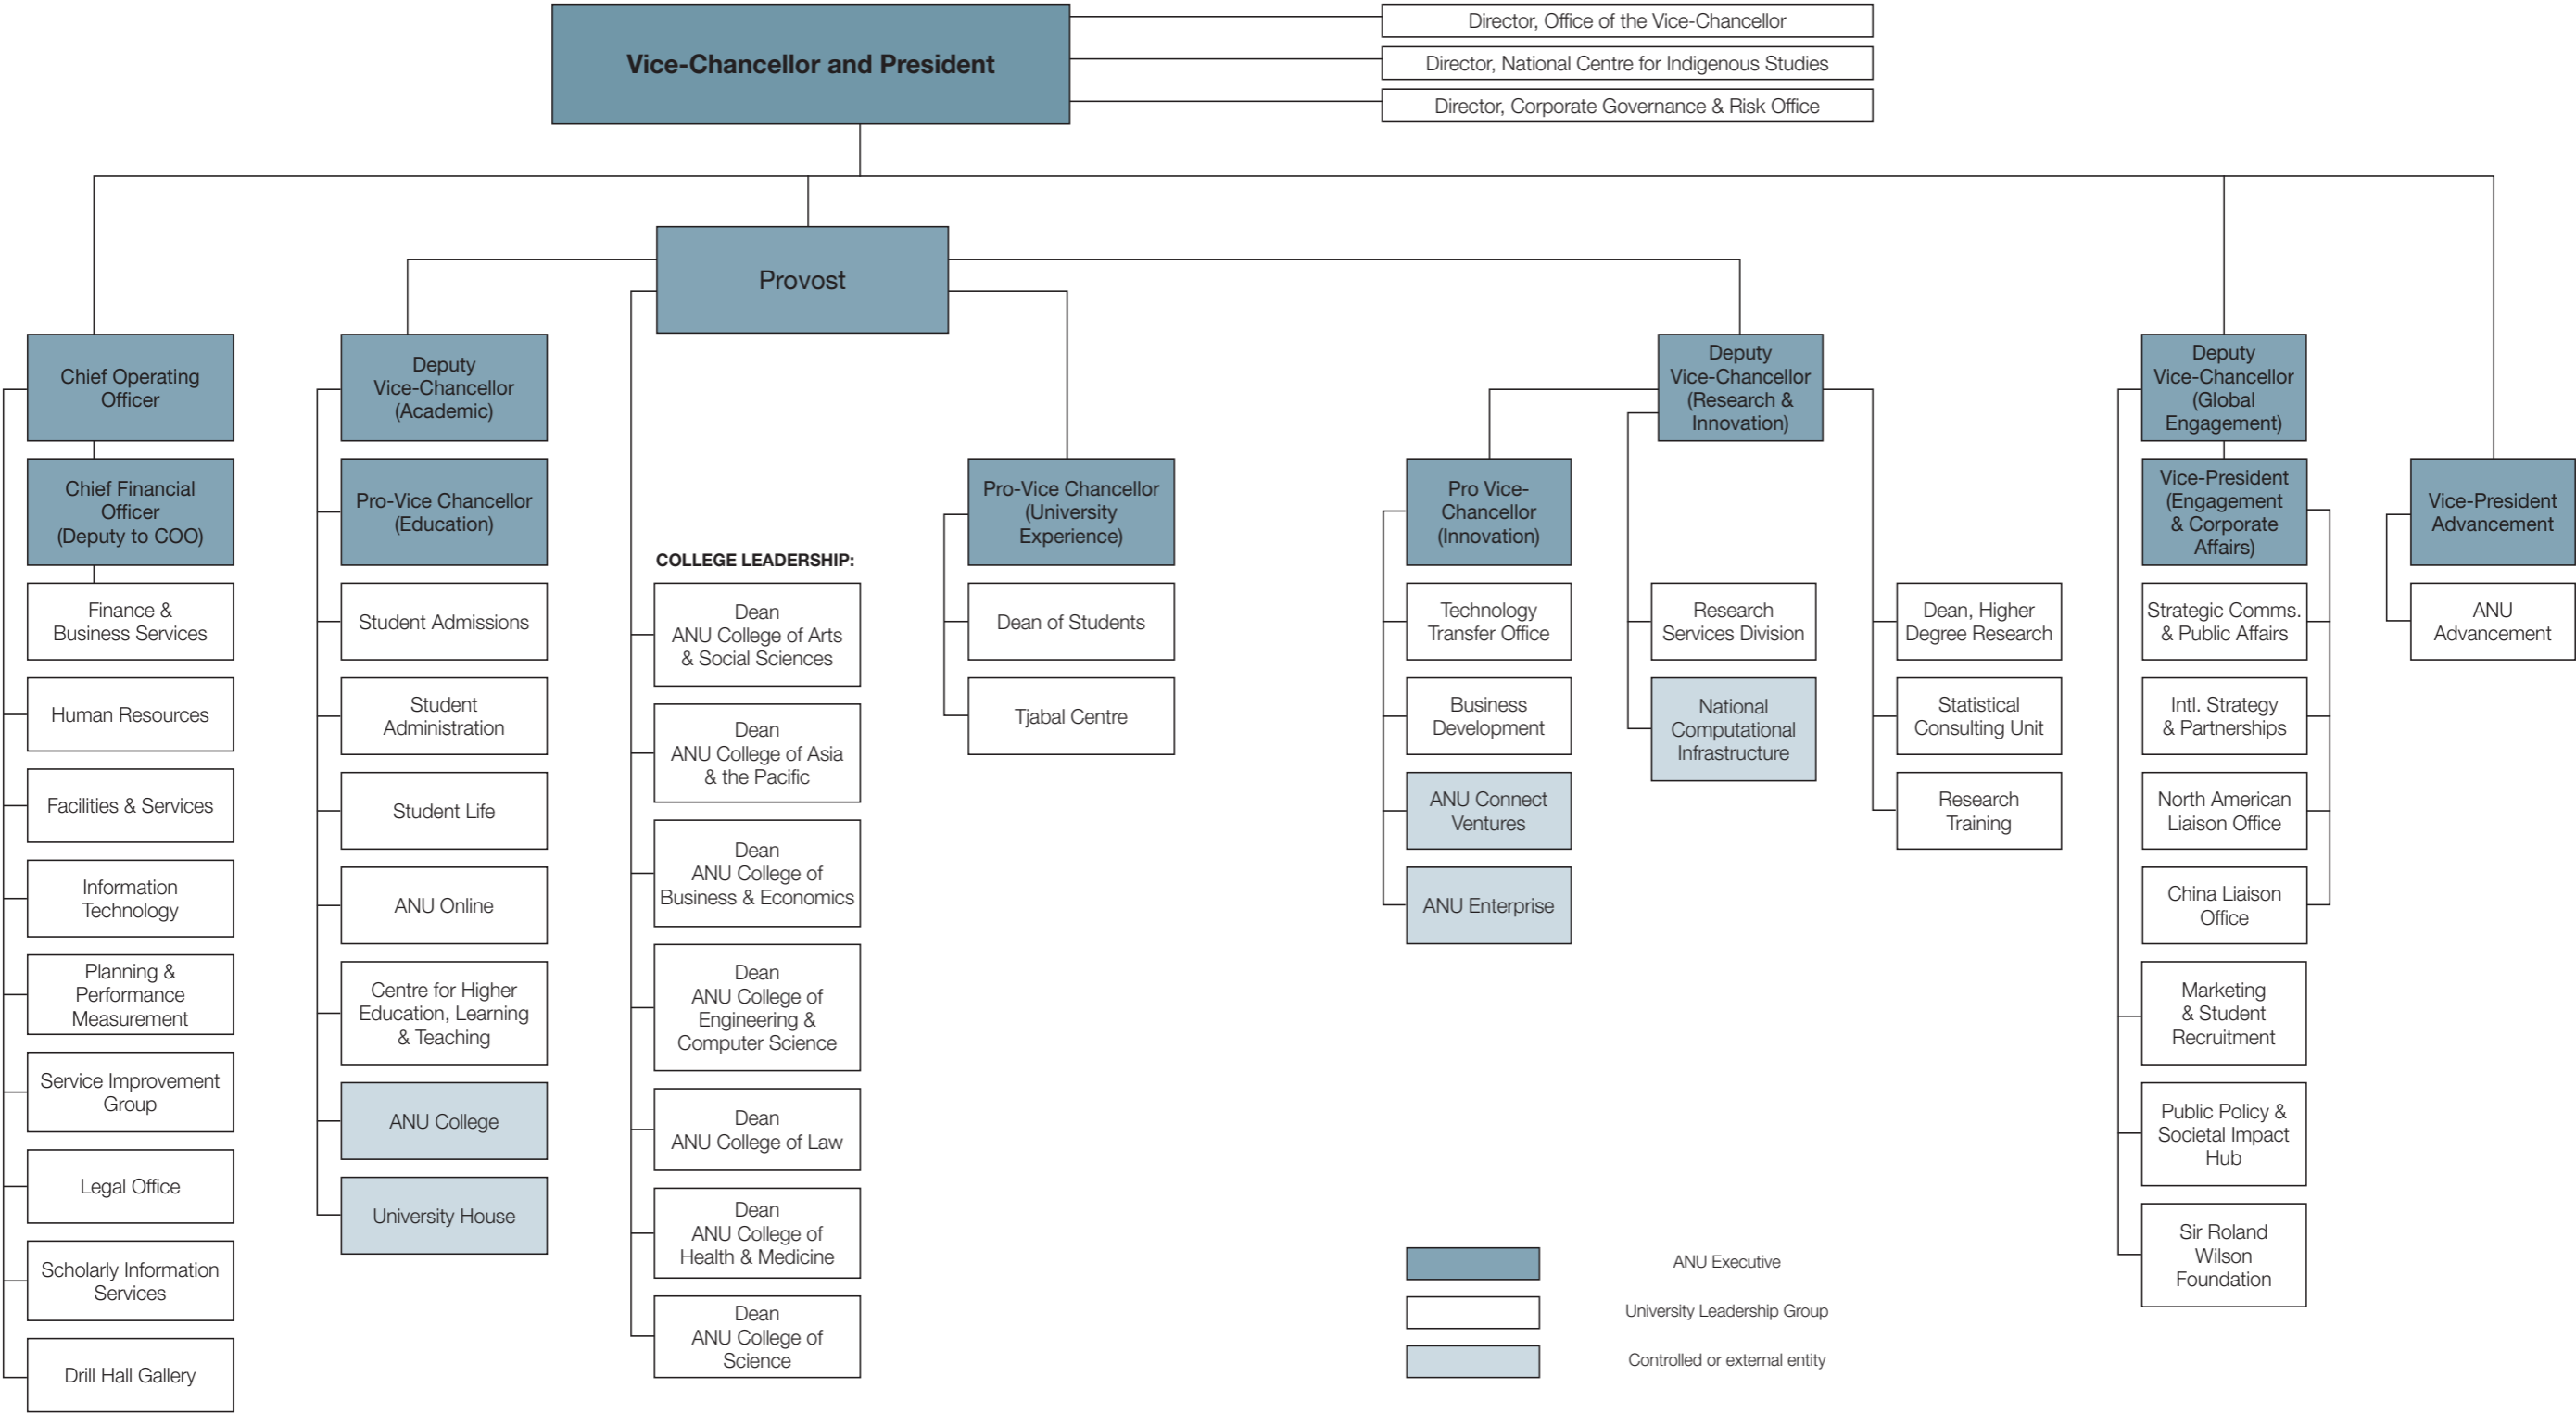 Vice-Chancellor and President
Director, Office of the Vice-Chancellor
Director, National Centre for Indigenous Studies
Director, Corporate Governance & Risk Office
Provost
Chief Operating
Officer
Chief Financial
Officer
(Deputy to COO)
Finance &
Business Services
Human Resources
Facilities & Services
Information
Technology
Planning &
Performance
Measurement
Service Improvement
Group
Legal Office
Scholarly Information
Services
Drill Hall Gallery
Deputy
Vice-Chancellor
(Academic)
Pro-Vice Chancellor
(Education)
Student Admissions
Student
Administration
Student Life
ANU Online
Centre for Higher
Education, Learning
& Teaching
ANU College
University House
COLLEGE LEADERSHIP:
Dean
ANU College of Arts
& Social Sciences
Dean
ANU College of Asia
& the Pacific
Dean
ANU College of
Business & Economics
Dean
ANU College of
Engineering &
Computer Science
Dean
ANU College of Law
Dean
ANU College of
Health & Medicine
Dean
ANU College of
Science
Pro-Vice Chancellor
(University
Experience)
Dean of Students
Tjabal Centre
Deputy
Vice-Chancellor
(Research &
Innovation)
Pro Vice-
Chancellor
(Innovation)
Technology
Transfer Office
Business
Development
ANU Connect
Ventures
ANU Enterprise
Research
Services Division
National
Computational
Infrastructure
Dean, Higher
Degree Research
Statistical
Consulting Unit
Research
Training
Deputy
Vice-Chancellor
(Global
Engagement)
Vice-President
(Engagement
& Corporate
Affairs)
Strategic Comms.
& Public Affairs
Intl. Strategy
& Partnerships
North American
Liaison Office
China Liaison
Office
Marketing
& Student
Recruitment
Public Policy &
Societal Impact
Hub
Sir Roland
Wilson
Foundation
Vice-President
Advancement
ANU
Advancement
ANU Executive
University Leadership Group
Controlled or external entity